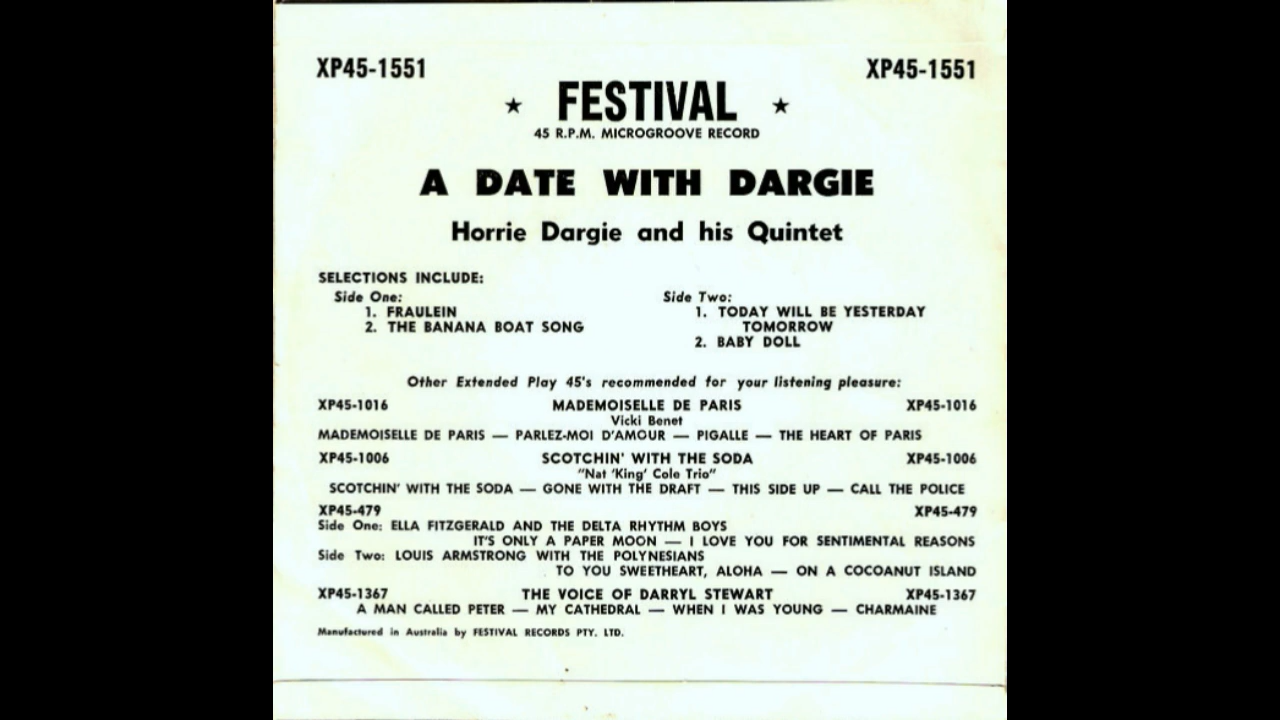 XP45-1551 XP45-1551
★ FESTIVAL ★
45 R.P.M. MICROGROOVE RECORD
A DATE WITH DARGIE
Horrie Dargie and his Quintet
SELECTIONS INCLUDE:
Side One:
1. FRAULEIN
2. THE BANANA BOAT SONG
Side Two:
1. TODAY WILL BE YESTERDAY
TOMORROW
2. BABY DOLL
Other Extended Play 45's recommended for your listening pleasure:
XP45-1016 MADEMOISELLE DE PARIS XP45-1016
Vicki Benet
MADEMOISELLE DE PARIS — PARLEZ-MOI D'AMOUR — PIGALLE — THE HEART OF PARIS
XP45-1006 SCOTCHIN' WITH THE SODA XP45-1006
"Nat 'King' Cole Trio"
SCOTCHIN' WITH THE SODA — GONE WITH THE DRAFT — THIS SIDE UP — CALL THE POLICE
XP45-479 XP45-479
Side One: ELLA FITZGERALD AND THE DELTA RHYTHM BOYS
IT'S ONLY A PAPER MOON — I LOVE YOU FOR SENTIMENTAL REASONS
Side Two: LOUIS ARMSTRONG WITH THE POLYNESIANS
TO YOU SWEETHEART, ALOHA — ON A COCOANUT ISLAND
XP45-1367 THE VOICE OF DARRYL STEWART XP45-1367
A MAN CALLED PETER — MY CATHEDRAL — WHEN I WAS YOUNG — CHARMAINE
Manufactured in Australia by FESTIVAL RECORDS PTY. LTD.